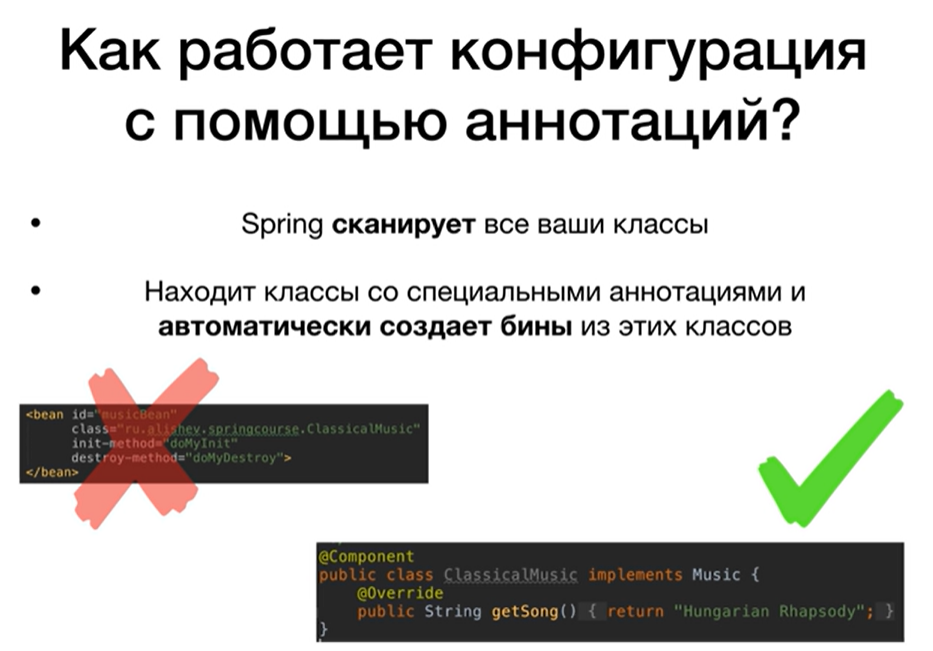 Как работает конфигурация
с помощью аннотаций?
• Spring сканирует все ваши классы
• Находит классы со специальными аннотациями и
автоматически создает бины из этих классов
<bean id="musicBean"
class="ru.alishev.springcourse.ClassicalMusic"
init-method="doMyInit"
destroy-method="doMyDestroy">
</bean>
@Component
public class ClassicalMusic implements Music {
@Override
public String getSong() { return "Hungarian Rhapsody"; }
}